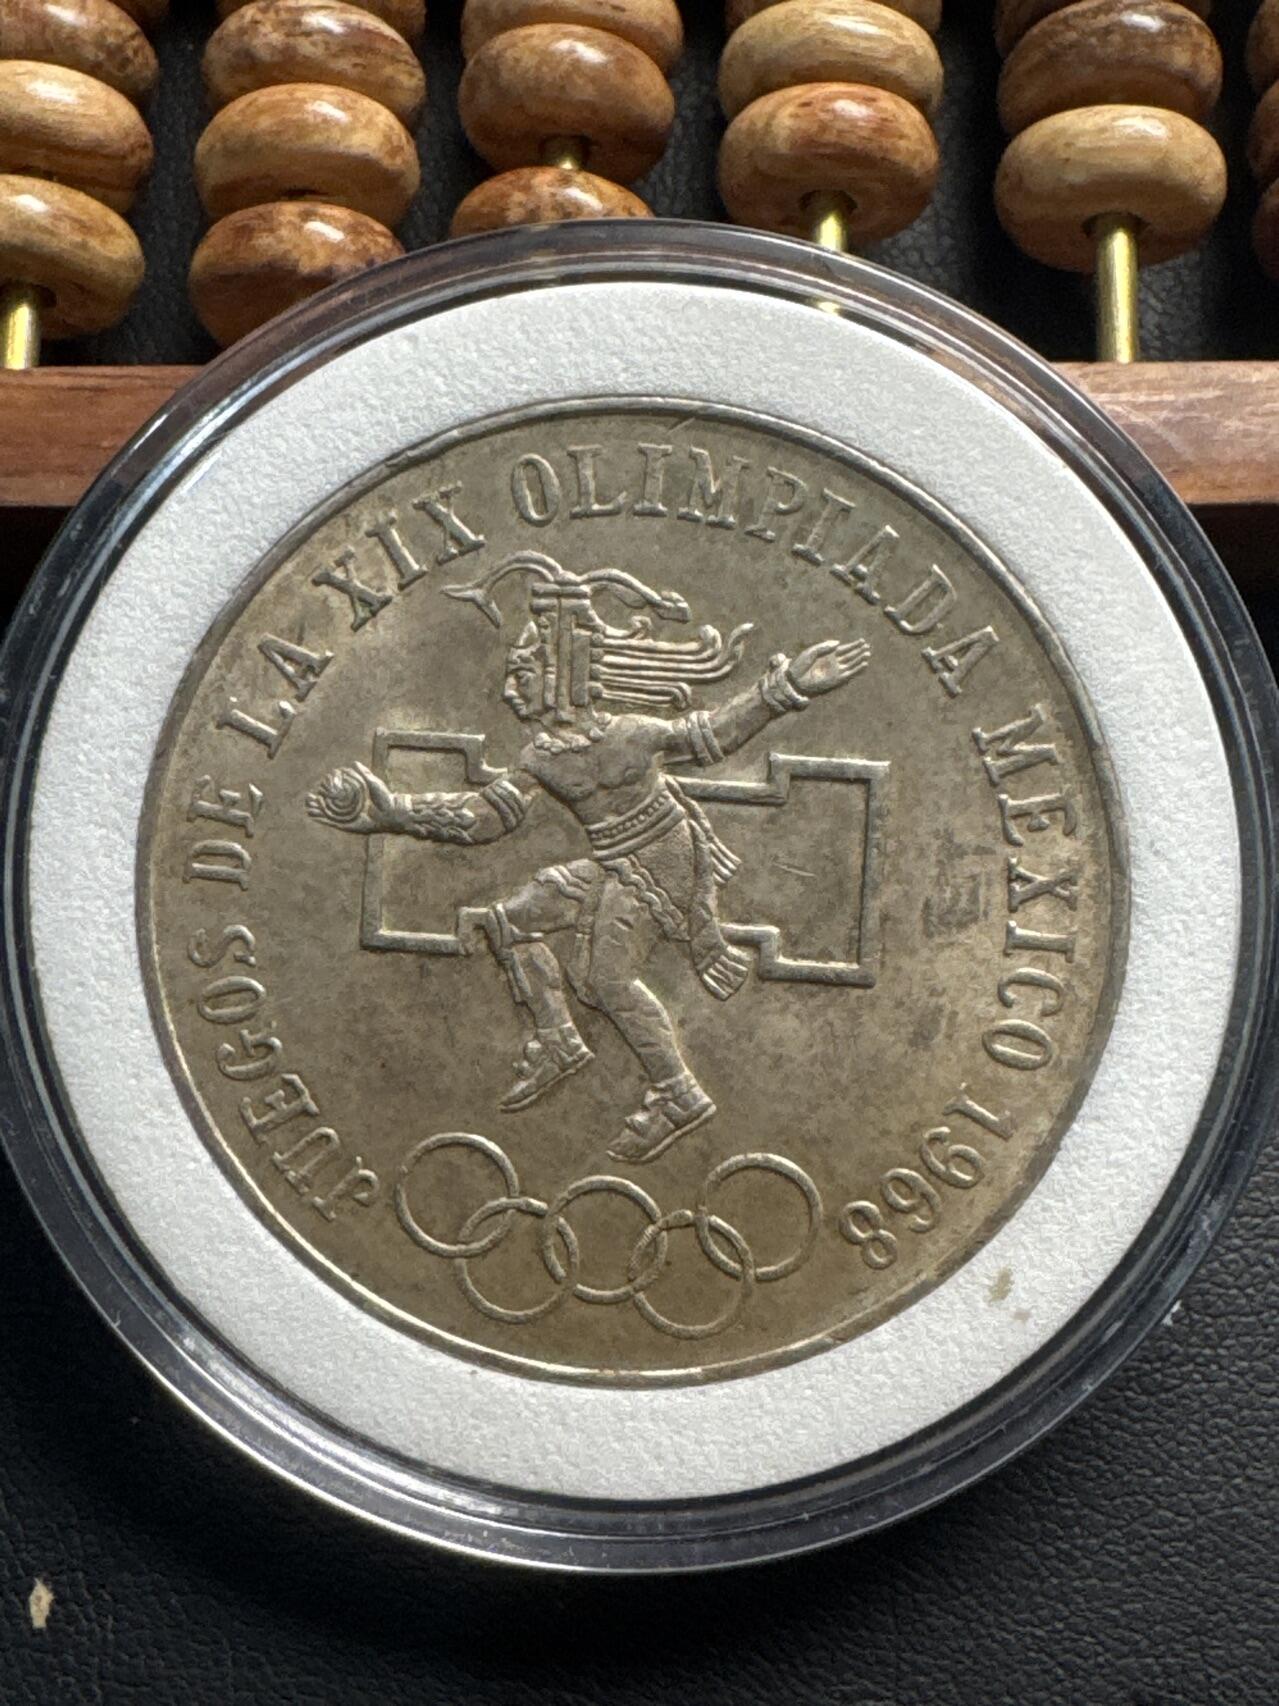 JUEGOS DE LA XIX OLIMPIADA MEXICO 1968